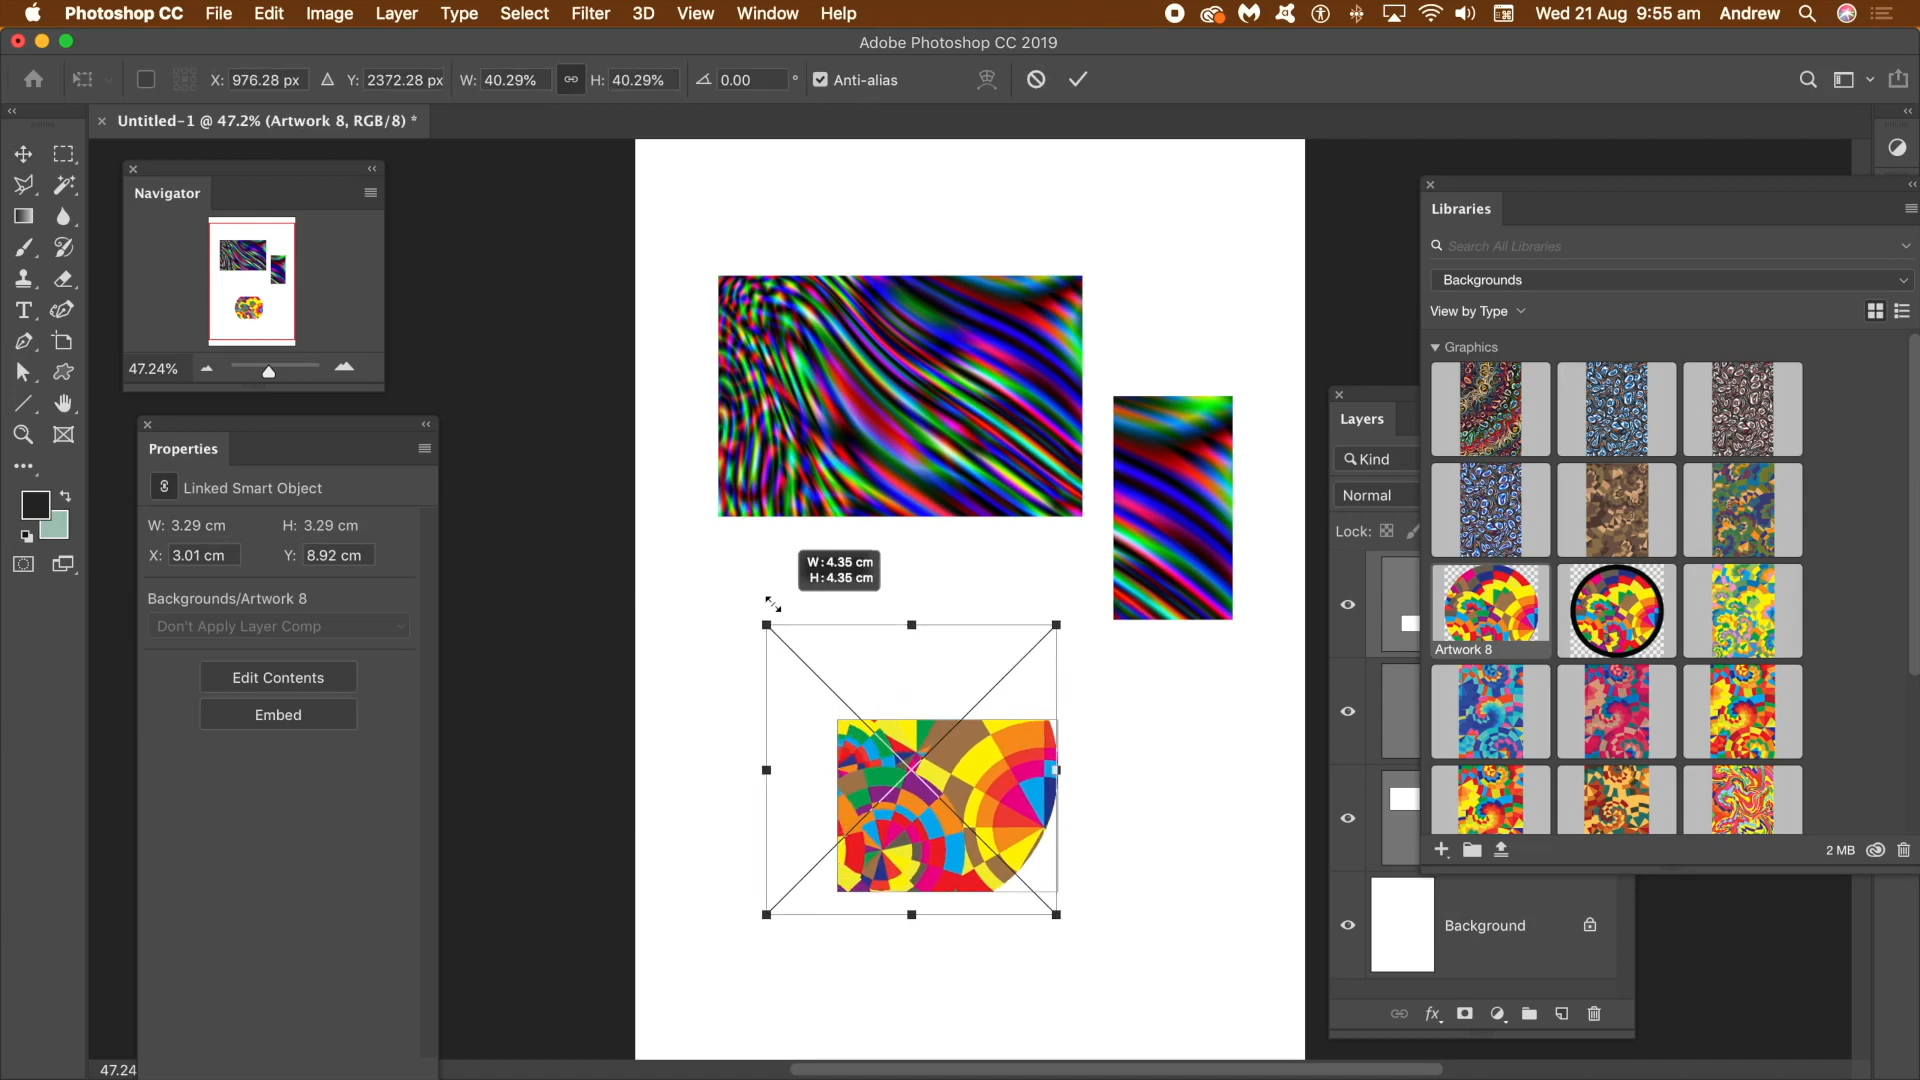 Photoshop CC File Edit Image Layer Type Select Filter 3D View Window Help Wed 21 Aug 9:55 am Andrew
Adobe Photoshop CC 2019
X: 976.28 px Y: 2372.28 px W: 40.29% H: 40.29% 0.00 ° Anti-alias
Untitled-1 @ 47.2% (Artwork 8, RGB/8) *
Navigator
47.24%
Properties
Linked Smart Object
W: 3.29 cm H: 3.29 cm
X: 3.01 cm Y: 8.92 cm
Backgrounds/Artwork 8
Don't Apply Layer Comp
Edit Contents
Embed
47.24
W: 4.35 cm
H: 4.35 cm
Libraries
Search All Libraries
Backgrounds
View by Type
Graphics
Artwork 8
2 MB
Layers
Kind
Normal
Lock:
Background
fx